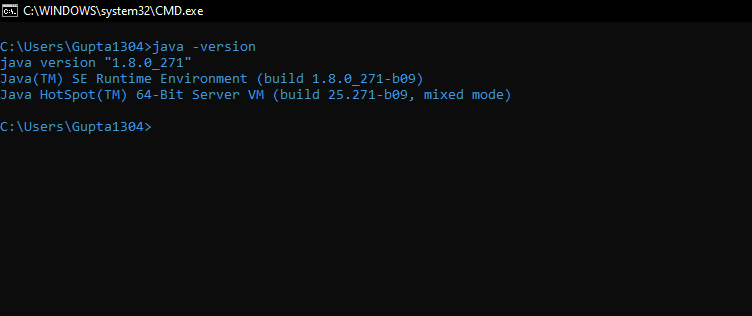 C:\WINDOWS\system32\CMD.exe
C:\Users\Gupta1304>java -version
java version "1.8.0_271"
Java(TM) SE Runtime Environment (build 1.8.0_271-b09)
Java HotSpot(TM) 64-Bit Server VM (build 25.271-b09, mixed mode)
C:\Users\Gupta1304>